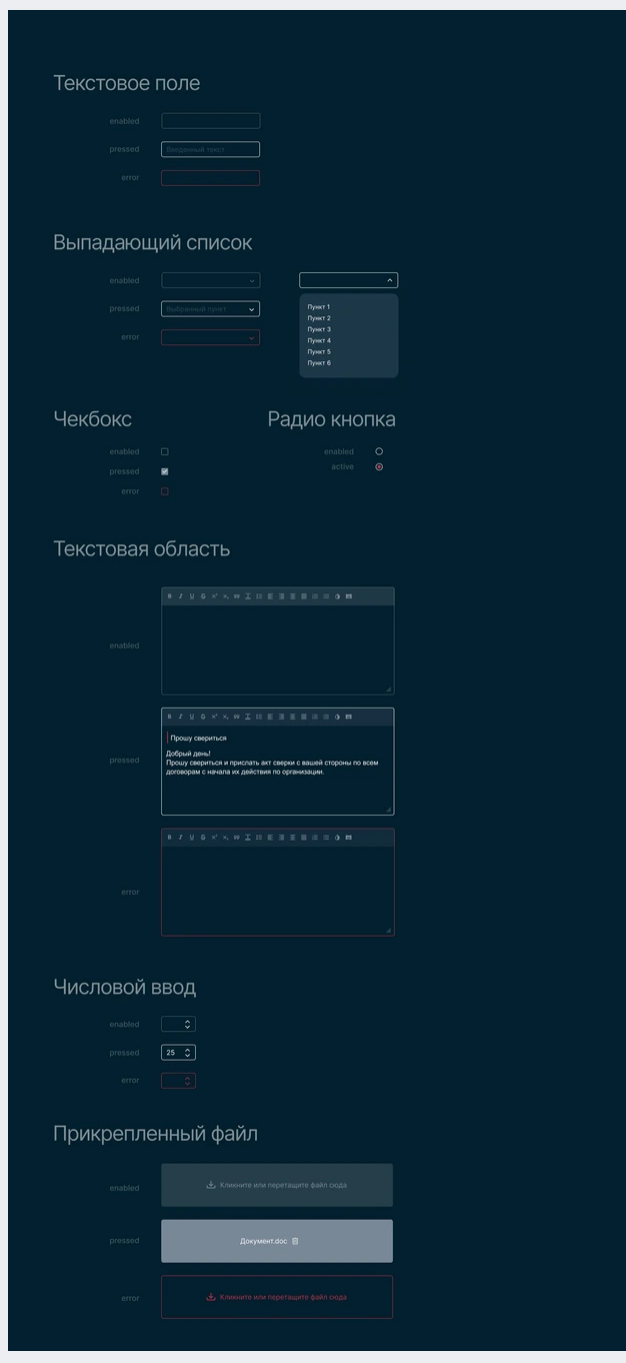 Текстовое поле
enabled
pressed Введенный текст
error
Выпадающий список
enabled
pressed Выбранный пункт
error
Пункт 1
Пункт 2
Пункт 3
Пункт 4
Пункт 5
Пункт 6
Чекбокс
enabled
pressed
error
Радио кнопка
enabled
active
Текстовая область
B I U
enabled
B I U
Прошу свериться
Добрый день!
pressed
Прошу свериться и прислать акт сверки с вашей стороны по всем
договорам с начала их действия по организации.
B I U
error
Числовой ввод
enabled
pressed 25
error
Прикрепленный файл
enabled Кликните или перетащите файл сюда
pressed Документ.doc
error Кликните или перетащите файл сюда